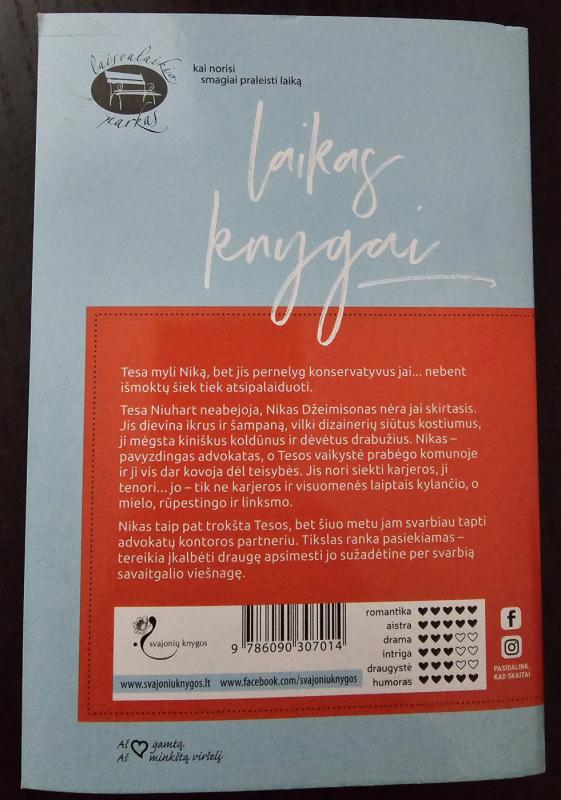 laisvalaikio
parkas
kai norisi
smagiai praleisti laiką
laikas
knygai
Tesa myli Niką, bet jis pernelyg konservatyvus jai... nebent
išmoktų šiek tiek atsipalaiduoti.
Tesa Niuhart neabejoja, Nikas Džeimisonas nėra jai skirtasis.
Jis dievina ikrus ir šampaną, vilki dizainerių siūtus kostiumus,
ji mėgsta kiniškus koldūnus ir dėvėtus drabužius. Nikas –
pavyzdingas advokatas, o Tesos vaikystė prabėgo komunoje
ir ji vis dar kovoja dėl teisybės. Jis nori siekti karjeros, ji
tenori... jo – tik ne karjeros ir visuomenės laiptais kylančio, o
mielo, rūpestingo ir linksmo.
Nikas taip pat trokšta Tesos, bet šiuo metu jam svarbiau tapti
advokatų kontoros partneriu. Tikslas ranka pasiekiamas –
tereikia įkalbėti draugę apsimesti jo sužadėtine per svarbią
savaitgalio viešnagę.
svajonių knygos
9 786090 307014
www.svajoniuknygos.lt www.facebook.com/svajoniuknygos
romantika ♥♥♥♥♥
aistra ♥♥♥♥♥
drama ♥♥♥♡♡
intriga ♥♥♥♡♡
draugystė ♥♥♥♡♡
humoras ♥♥♥♥♥
PASIDALINK,
KAD SKAITAI
Aš ♡ gamtą
Aš ♡ minkštą viršelį